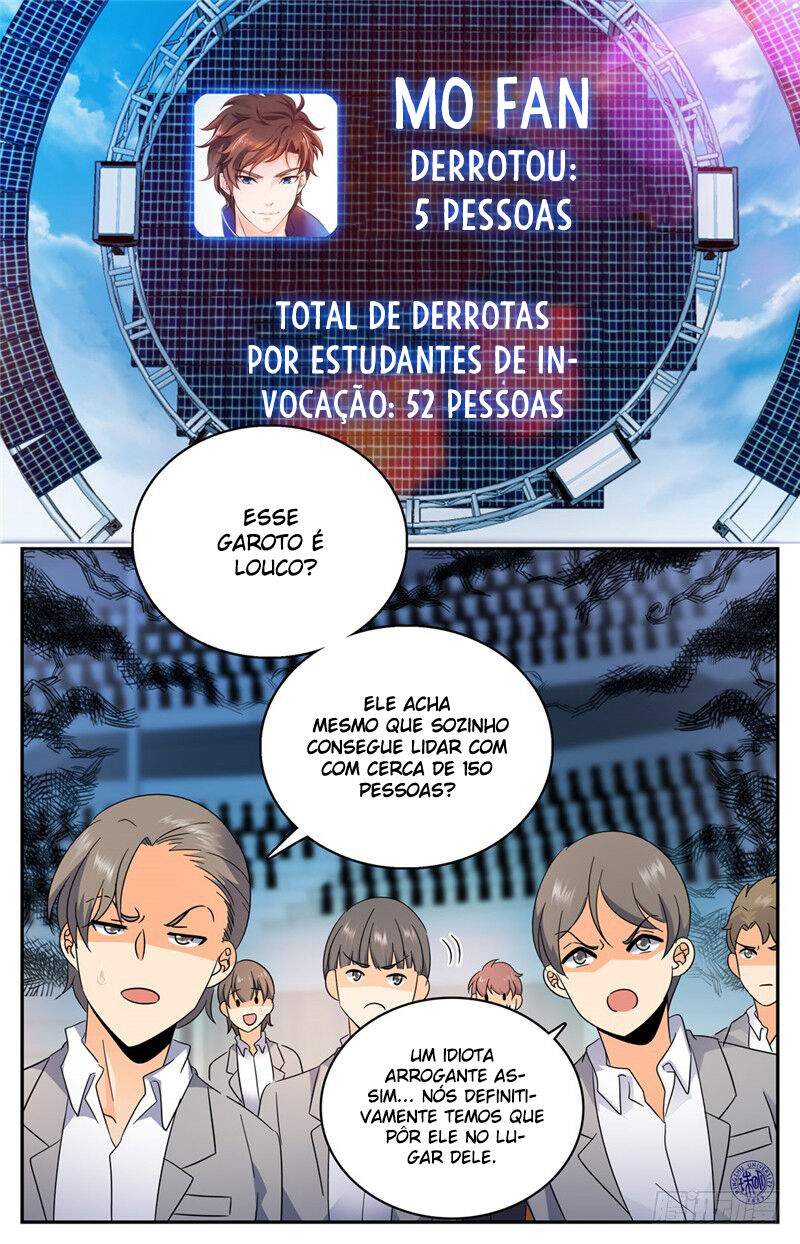 MO FAN
DERROTOU:
5 PESSOAS
TOTAL DE DERROTAS
POR ESTUDANTES DE IN-
VOCAÇÃO: 52 PESSOAS
ESSE
GAROTO É
LOUCO?
ELE ACHA
MESMO QUE SOZINHO
CONSEGUE LIDAR COM
COM CERCA DE 150
PESSOAS?
UM IDIOTA
ARROGANTE AS-
SIM... NÓS DEFINITI-
VAMENTE TEMOS QUE
PÔR ELE NO LU-
GAR DELE.